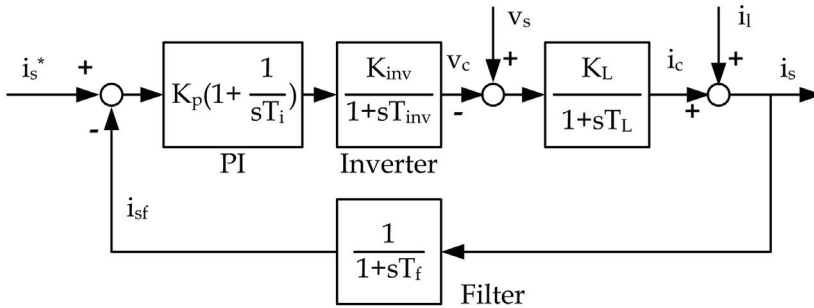 i_s* + - K_p(1+ 1/sT_i) K_inv/1+sT_inv v_c - v_s + K_L/1+sT_L i_c + i_l + i_s
PI Inverter
i_sf 1/1+sT_f
Filter